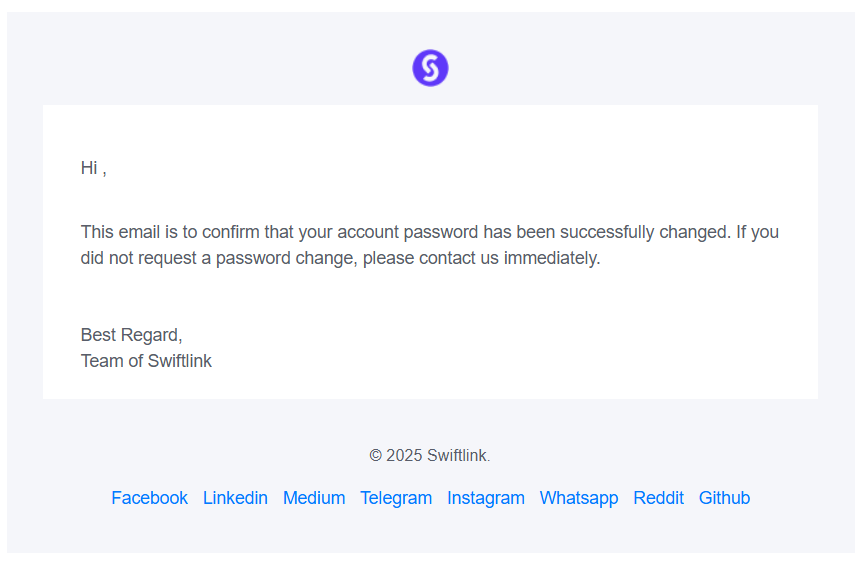 Hi ,
This email is to confirm that your account password has been successfully changed. If you
did not request a password change, please contact us immediately.
Best Regard,
Team of Swiftlink
© 2025 Swiftlink.
Facebook Linkedin Medium Telegram Instagram Whatsapp Reddit Github